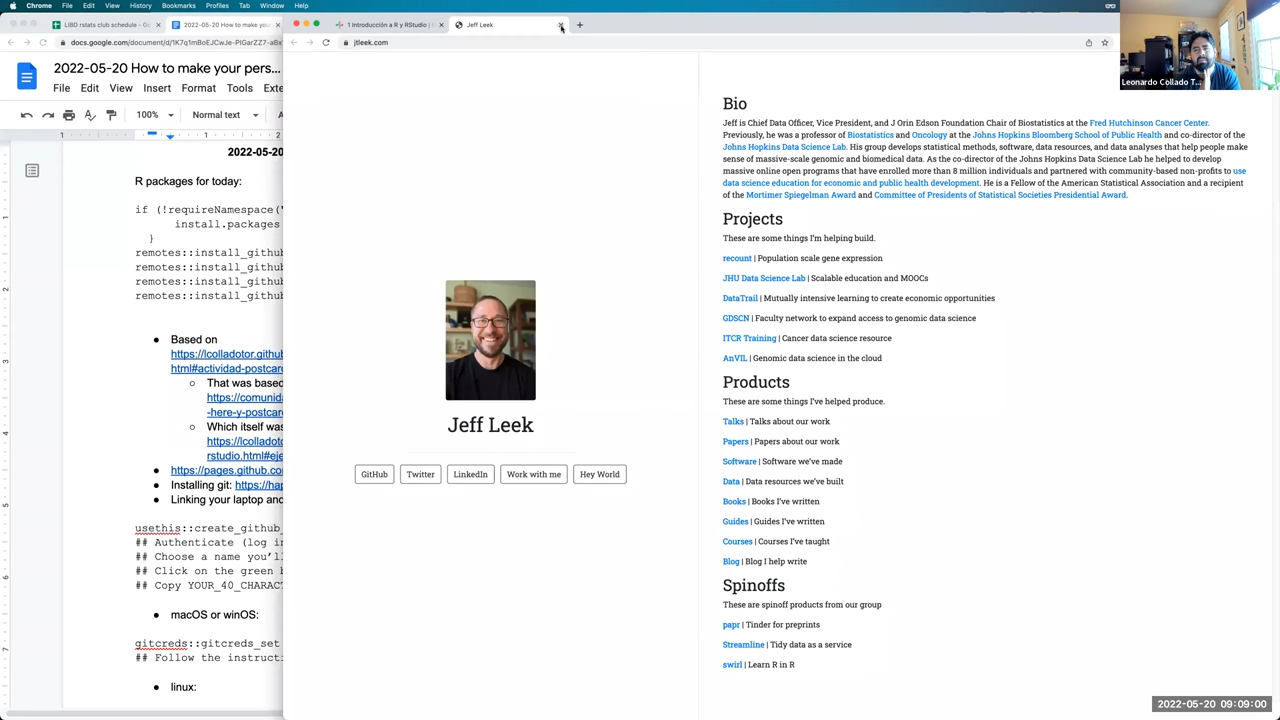 Chrome File Edit View History Bookmarks Profiles Tab Window Help
LIBD rstats club schedule - G
2022-05-20 How to make your
1 Introducción a R y RStudio |
Jeff Leek
jtleek.com
2022-05-20 How to make your pers...
File Edit View Insert Format Tools Exte
100% Normal text
2022-05-20
R packages for today:
if (!requireNamespace("
install.packages
}
remotes::install_github
remotes::install_github
remotes::install_github
remotes::install_github
Based on
https://lcolladotor.github
html#actividad-postcar
That was based
https://comunida
-here-y-postcar
Which itself was
https://lcollado
rstudio.html#eje
https://pages.github.co
Installing git: https://ha
Linking your laptop and
usethis::create_github_
## Authenticate (log in
## Choose a name you'l
## Click on the green b
## Copy YOUR_40_CHARACT
macOS or winOS:
gitcreds::gitcreds_set
## Follow the instructi
linux:
Jeff Leek
GitHub Twitter LinkedIn Work with me Hey World
Bio
Jeff is Chief Data Officer, Vice President, and J Orin Edson Foundation Chair of Biostatistics at the Fred Hutchinson Cancer Center.
Previously, he was a professor of Biostatistics and Oncology at the Johns Hopkins Bloomberg School of Public Health and co-director of the
Johns Hopkins Data Science Lab. His group develops statistical methods, software, data resources, and data analyses that help people make
sense of massive-scale genomic and biomedical data. As the co-director of the Johns Hopkins Data Science Lab he helped to develop
massive online open programs that have enrolled more than 8 million individuals and partnered with community-based non-profits to use
data science education for economic and public health development. He is a Fellow of the American Statistical Association and a recipient
of the Mortimer Spiegelman Award and Committee of Presidents of Statistical Societies Presidential Award.
Projects
These are some things I'm helping build.
recount | Population scale gene expression
JHU Data Science Lab | Scalable education and MOOCs
DataTrail | Mutually intensive learning to create economic opportunities
GDSCN | Faculty network to expand access to genomic data science
ITCR Training | Cancer data science resource
AnVIL | Genomic data science in the cloud
Products
These are some things I've helped produce.
Talks | Talks about our work
Papers | Papers about our work
Software | Software we've made
Data | Data resources we've built
Books | Books I've written
Guides | Guides I've written
Courses | Courses I've taught
Blog | Blog I help write
Spinoffs
These are spinoff products from our group
papr | Tinder for preprints
Streamline | Tidy data as a service
swirl | Learn R in R
Leonardo Collado T...
2022-05-20 09:09:00